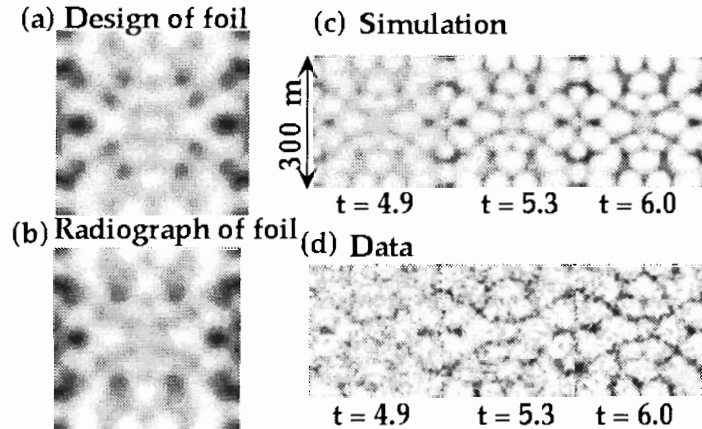 (a) Design of foil
(b) Radiograph of foil
(c) Simulation
300 m
t = 4.9 t = 5.3 t = 6.0
(d) Data
t = 4.9 t = 5.3 t = 6.0